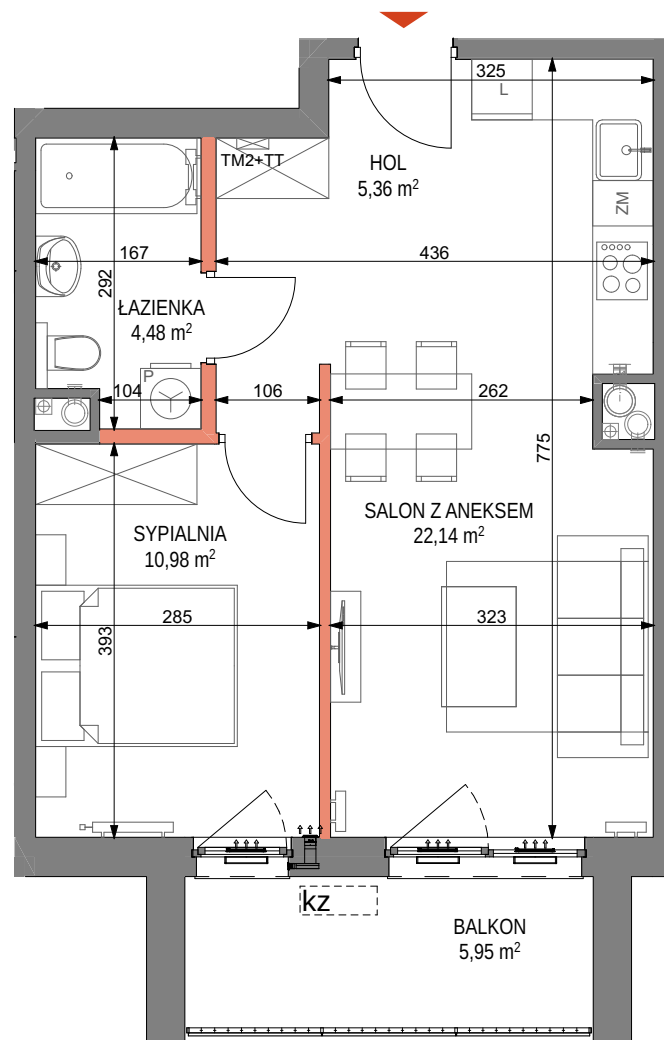 325
L
TM2+TT
HOL
5,36 m²
ZM
167
436
292
ŁAZIENKA
4,48 m²
P
104
106
262
775
SALON Z ANEKSEM
22,14 m²
SYPIALNIA
10,98 m²
285
323
393
kz
BALKON
5,95 m²